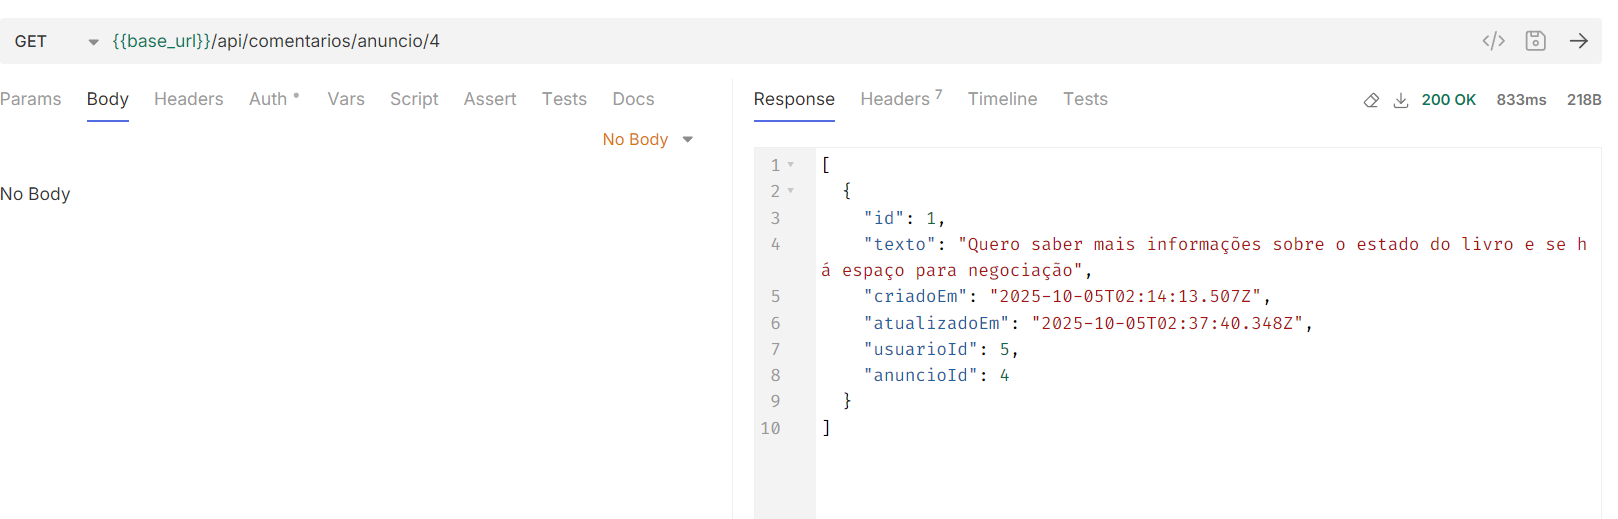 GET {{base_url}}/api/comentarios/anuncio/4
Params Body Headers Auth Vars Script Assert Tests Docs
No Body
No Body
Response Headers 7 Timeline Tests 200 OK 833ms 218B
1 [
2 {
3 "id": 1,
4 "texto": "Quero saber mais informações sobre o estado do livro e se h
á espaço para negociação",
5 "criadoEm": "2025-10-05T02:14:13.507Z",
6 "atualizadoEm": "2025-10-05T02:37:40.348Z",
7 "usuarioId": 5,
8 "anuncioId": 4
9 }
10 ]